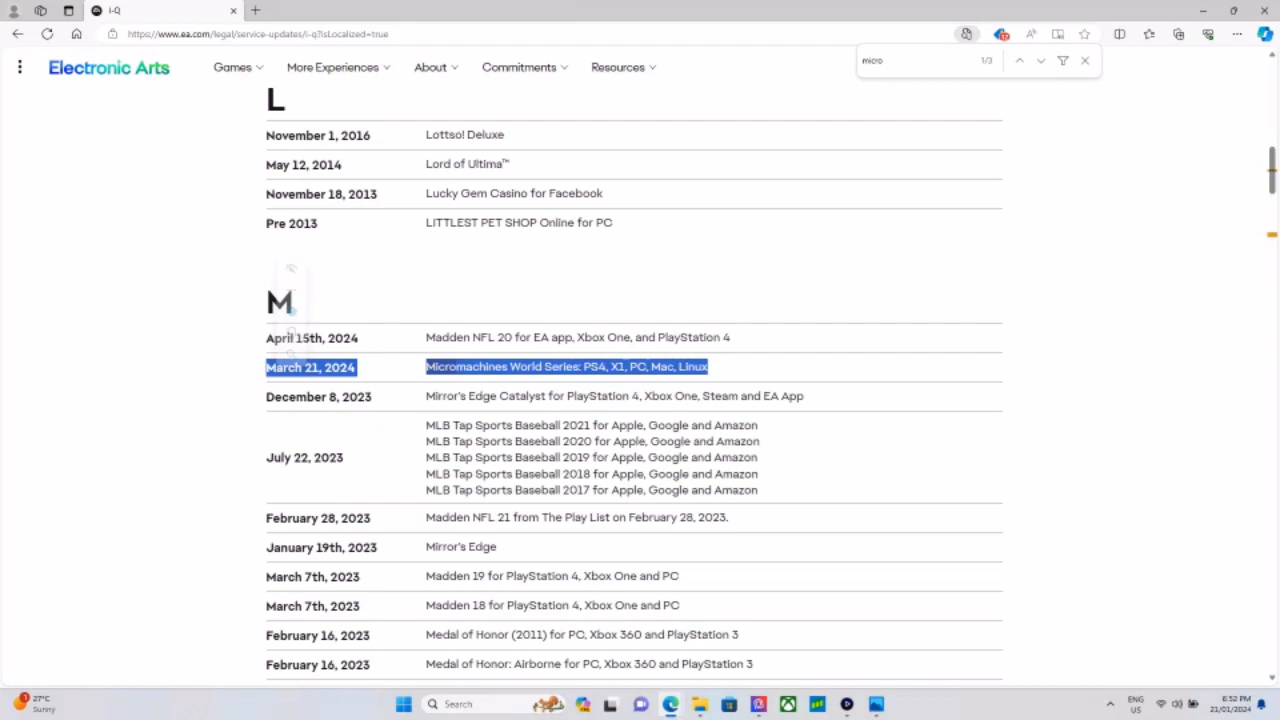 i-Q
https://www.ea.com/legal/service-updates/i-q?isLocalized=true
12
micro
1/3
Electronic Arts
Games
More Experiences
About
Commitments
Resources
L
November 1, 2016 Lottso! Deluxe
May 12, 2014 Lord of Ultima™
November 18, 2013 Lucky Gem Casino for Facebook
Pre 2013 LITTLEST PET SHOP Online for PC
M
April 15th, 2024 Madden NFL 20 for EA app, Xbox One, and PlayStation 4
March 21, 2024 Micromachines World Series: PS4, X1, PC, Mac, Linux
December 8, 2023 Mirror's Edge Catalyst for PlayStation 4, Xbox One, Steam and EA App
MLB Tap Sports Baseball 2021 for Apple, Google and Amazon
MLB Tap Sports Baseball 2020 for Apple, Google and Amazon
July 22, 2023 MLB Tap Sports Baseball 2019 for Apple, Google and Amazon
MLB Tap Sports Baseball 2018 for Apple, Google and Amazon
MLB Tap Sports Baseball 2017 for Apple, Google and Amazon
February 28, 2023 Madden NFL 21 from The Play List on February 28, 2023.
January 19th, 2023 Mirror's Edge
March 7th, 2023 Madden 19 for PlayStation 4, Xbox One and PC
March 7th, 2023 Madden 18 for PlayStation 4, Xbox One and PC
February 16, 2023 Medal of Honor (2011) for PC, Xbox 360 and PlayStation 3
February 16, 2023 Medal of Honor: Airborne for PC, Xbox 360 and PlayStation 3
1
27°C
Sunny
Search
ENG
US
6:52 PM
21/01/2024